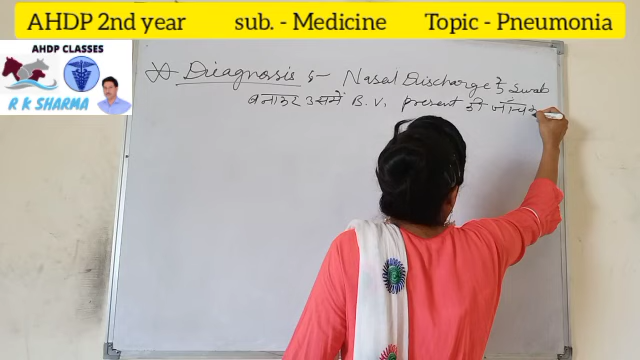 AHDP 2nd year sub. - Medicine Topic - Pneumonia
AHDP CLASSES
R K SHARMA
Diagnosis :- Nasal Discharge से Swab
बनाकर उसमें B.V. present की जाँच